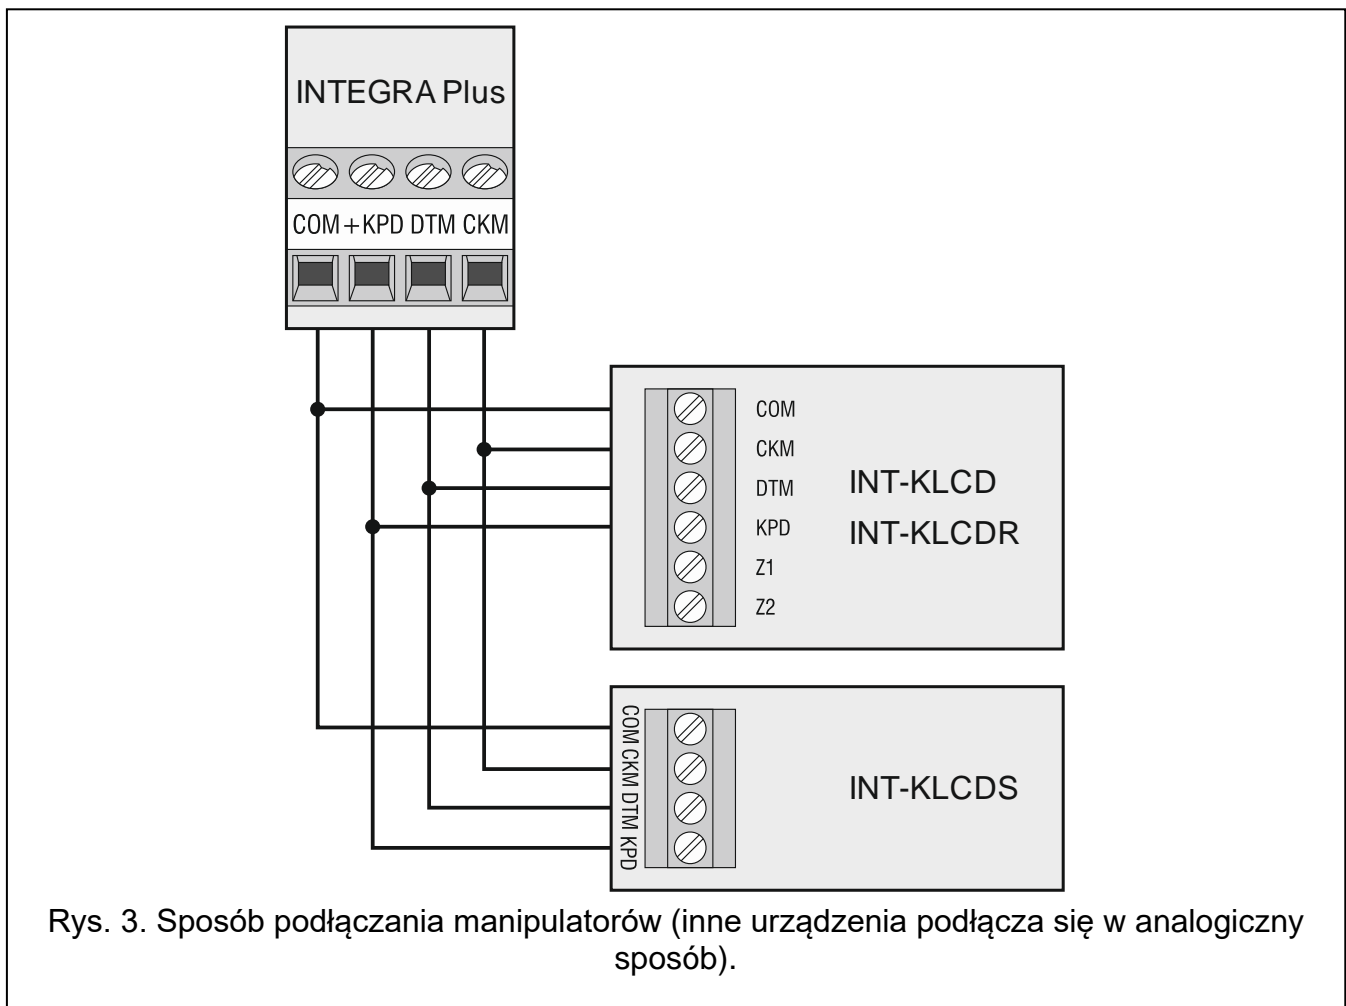 INTEGRA Plus
COM +KPD DTM CKM
COM
CKM
DTM
KPD
Z1
Z2
INT-KLCD
INT-KLCDR
COM CKM DTM KPD
INT-KLCDS
Rys. 3. Sposób podłączania manipulatorów (inne urządzenia podłącza się w analogiczny
sposób).